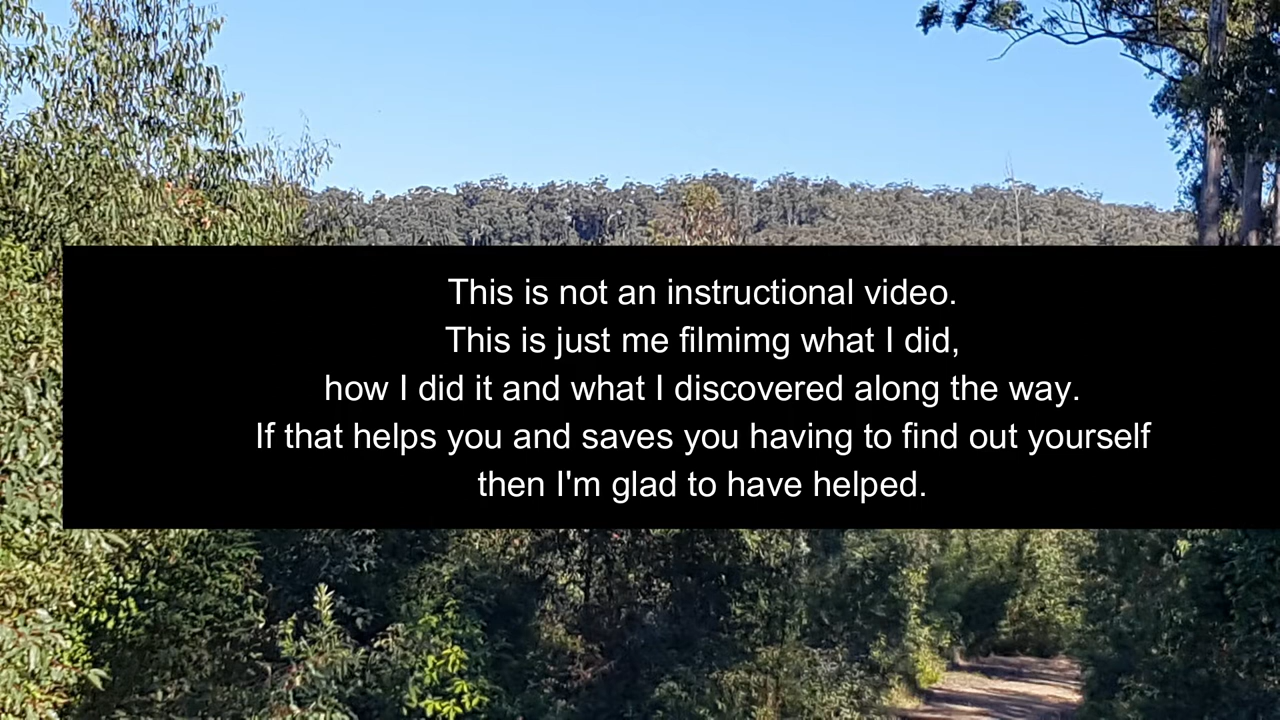 This is not an instructional video.
This is just me filmimg what I did,
how I did it and what I discovered along the way.
If that helps you and saves you having to find out yourself
then I'm glad to have helped.